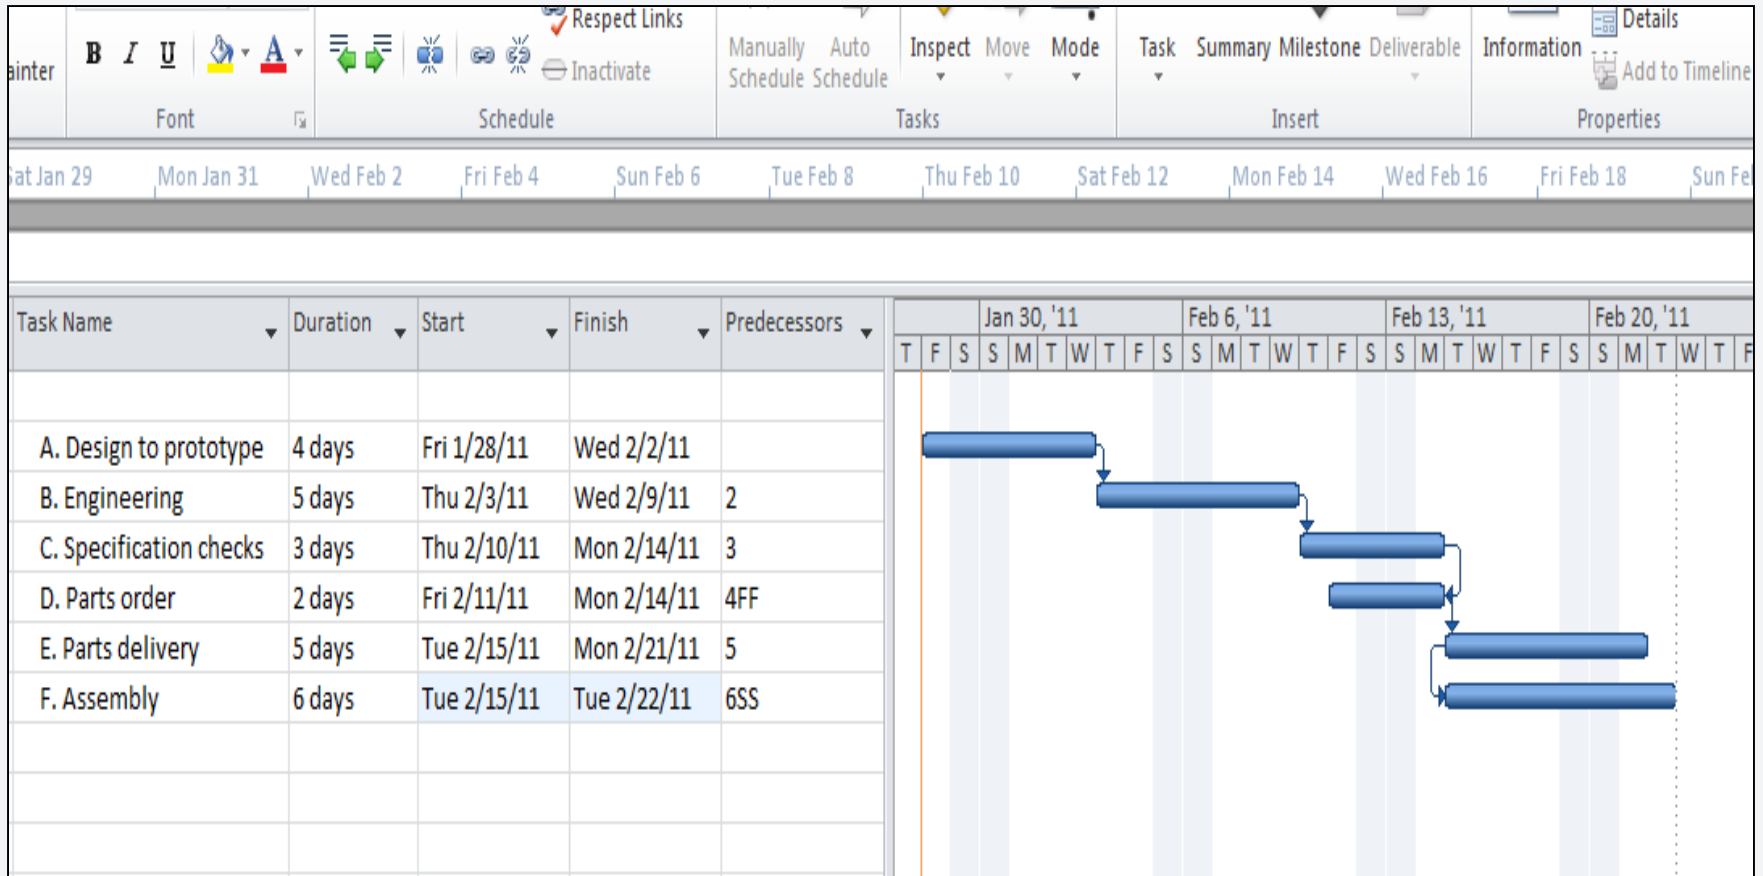 Respect Links
Details
B I U A
Manually Auto Inspect Move Mode Task Summary Milestone Deliverable Information
ainter
Inactivate
Schedule Schedule
Add to Timeline
Font Schedule Tasks Insert Properties
Sat Jan 29 Mon Jan 31 Wed Feb 2 Fri Feb 4 Sun Feb 6 Tue Feb 8 Thu Feb 10 Sat Feb 12 Mon Feb 14 Wed Feb 16 Fri Feb 18 Sun Fe
Task Name Duration Start Finish Predecessors
Jan 30, '11 Feb 6, '11 Feb 13, '11 Feb 20, '11
T F S S M T W T F S S M T W T F S S M T W T F S S M T W T F
A. Design to prototype 4 days Fri 1/28/11 Wed 2/2/11
B. Engineering 5 days Thu 2/3/11 Wed 2/9/11 2
C. Specification checks 3 days Thu 2/10/11 Mon 2/14/11 3
D. Parts order 2 days Fri 2/11/11 Mon 2/14/11 4FF
E. Parts delivery 5 days Tue 2/15/11 Mon 2/21/11 5
F. Assembly 6 days Tue 2/15/11 Tue 2/22/11 6SS